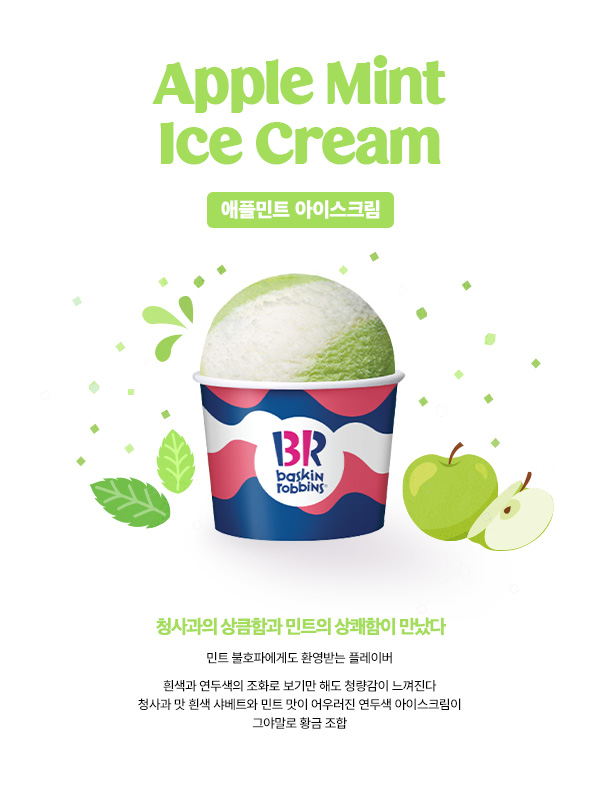 Apple Mint
Ice Cream
애플민트 아이스크림
BR
baskin
robbins®
청사과의 상큼함과 민트의 상쾌함이 만났다
민트 불호파에게도 환영받는 플레이버
흰색과 연두색의 조화로 보기만 해도 청량감이 느껴진다
청사과 맛 흰색 샤베트와 민트 맛이 어우러진 연두색 아이스크림이
그야말로 황금 조합